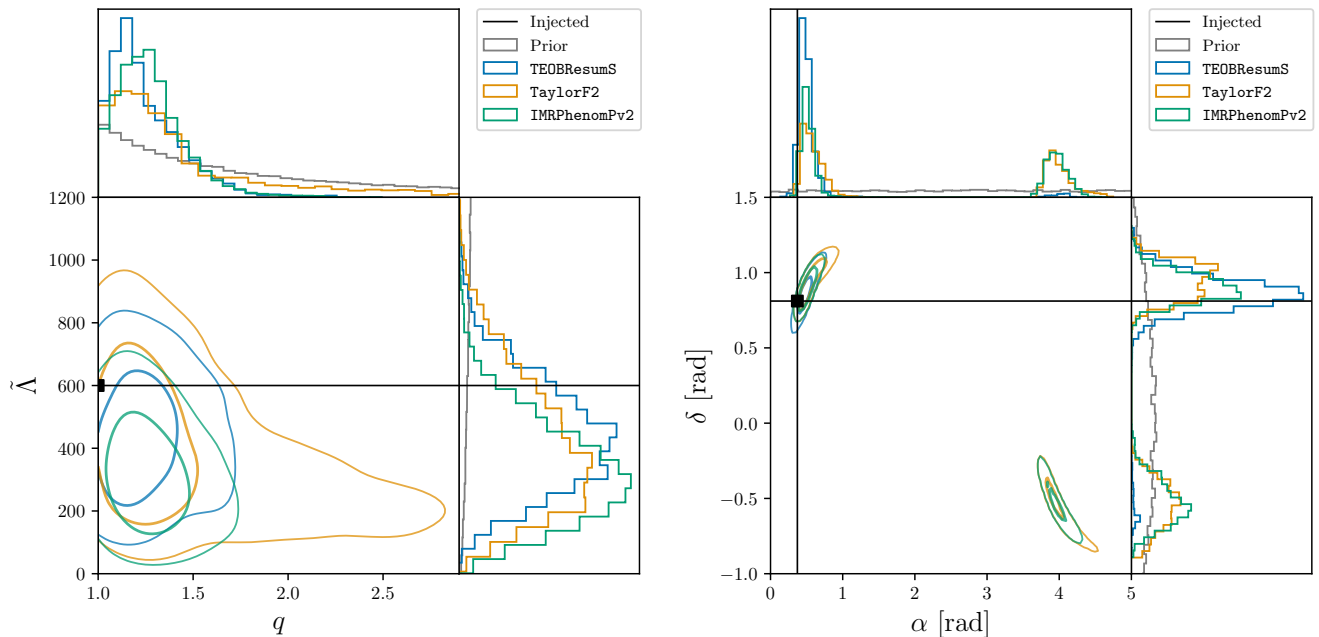 Injected
Prior
TEOBResumS
TaylorF2
IMRPhenomPv2
1200
1000
800
600
400
200
0
Λ̃
1.0 1.5 2.0 2.5
q
Injected
Prior
TEOBResumS
TaylorF2
IMRPhenomPv2
1.5
1.0
0.5
0.0
−0.5
−1.0
δ [rad]
0 1 2 3 4 5
α [rad]